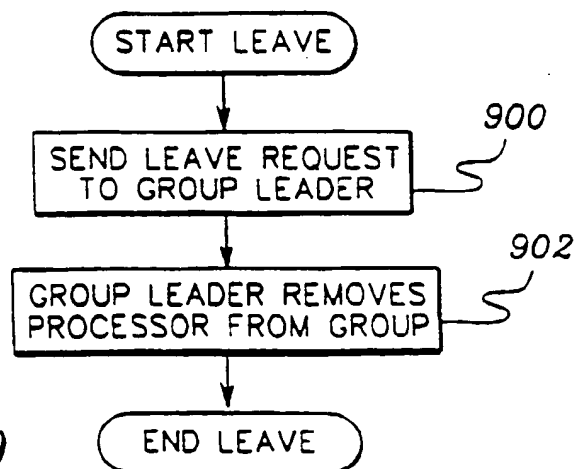 START LEAVE
900
SEND LEAVE REQUEST
TO GROUP LEADER
902
GROUP LEADER REMOVES
PROCESSOR FROM GROUP
END LEAVE